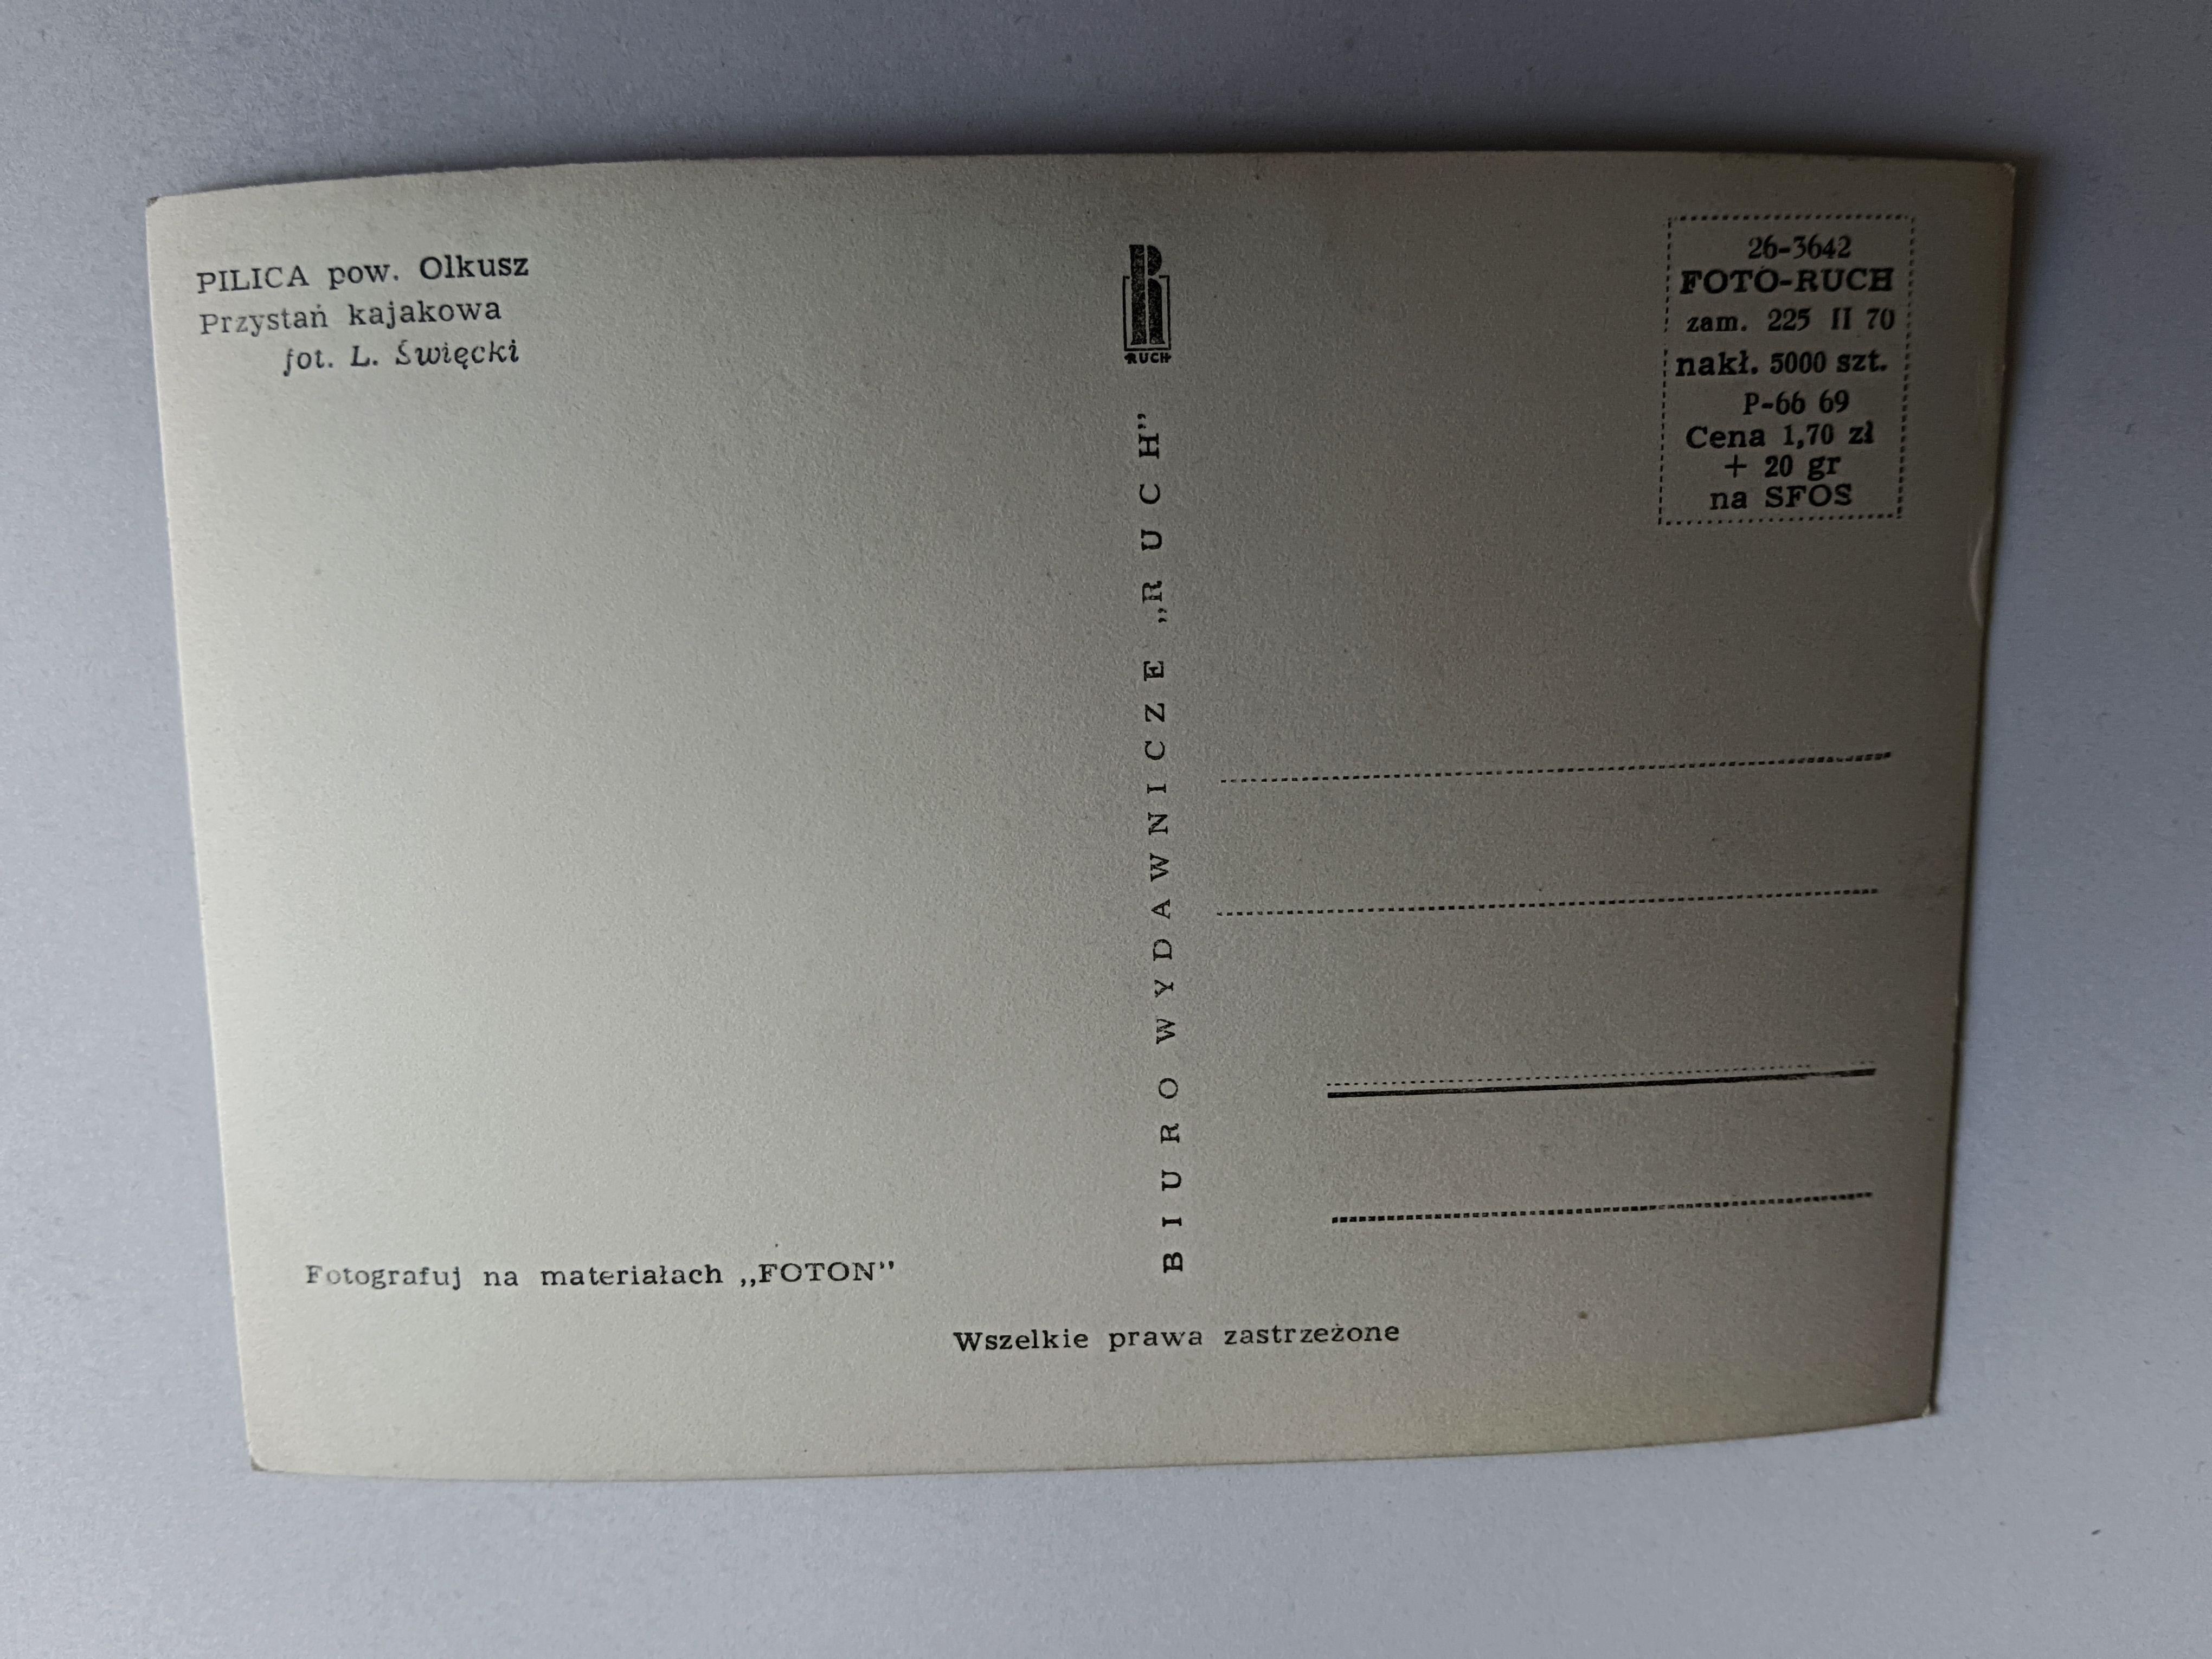 PILICA pow. Olkusz
Przystań kajakowa
fot. L. Święcki
RUCH
BIURO WYDAWNICZE „RUCH”
26-3642
FOTO-RUCH
zam. 225 II 70
nakł. 5000 szt.
P-66 69
Cena 1,70 zł
+ 20 gr
na SFOS
Fotografuj na materiałach „FOTON”
Wszelkie prawa zastrzeżone